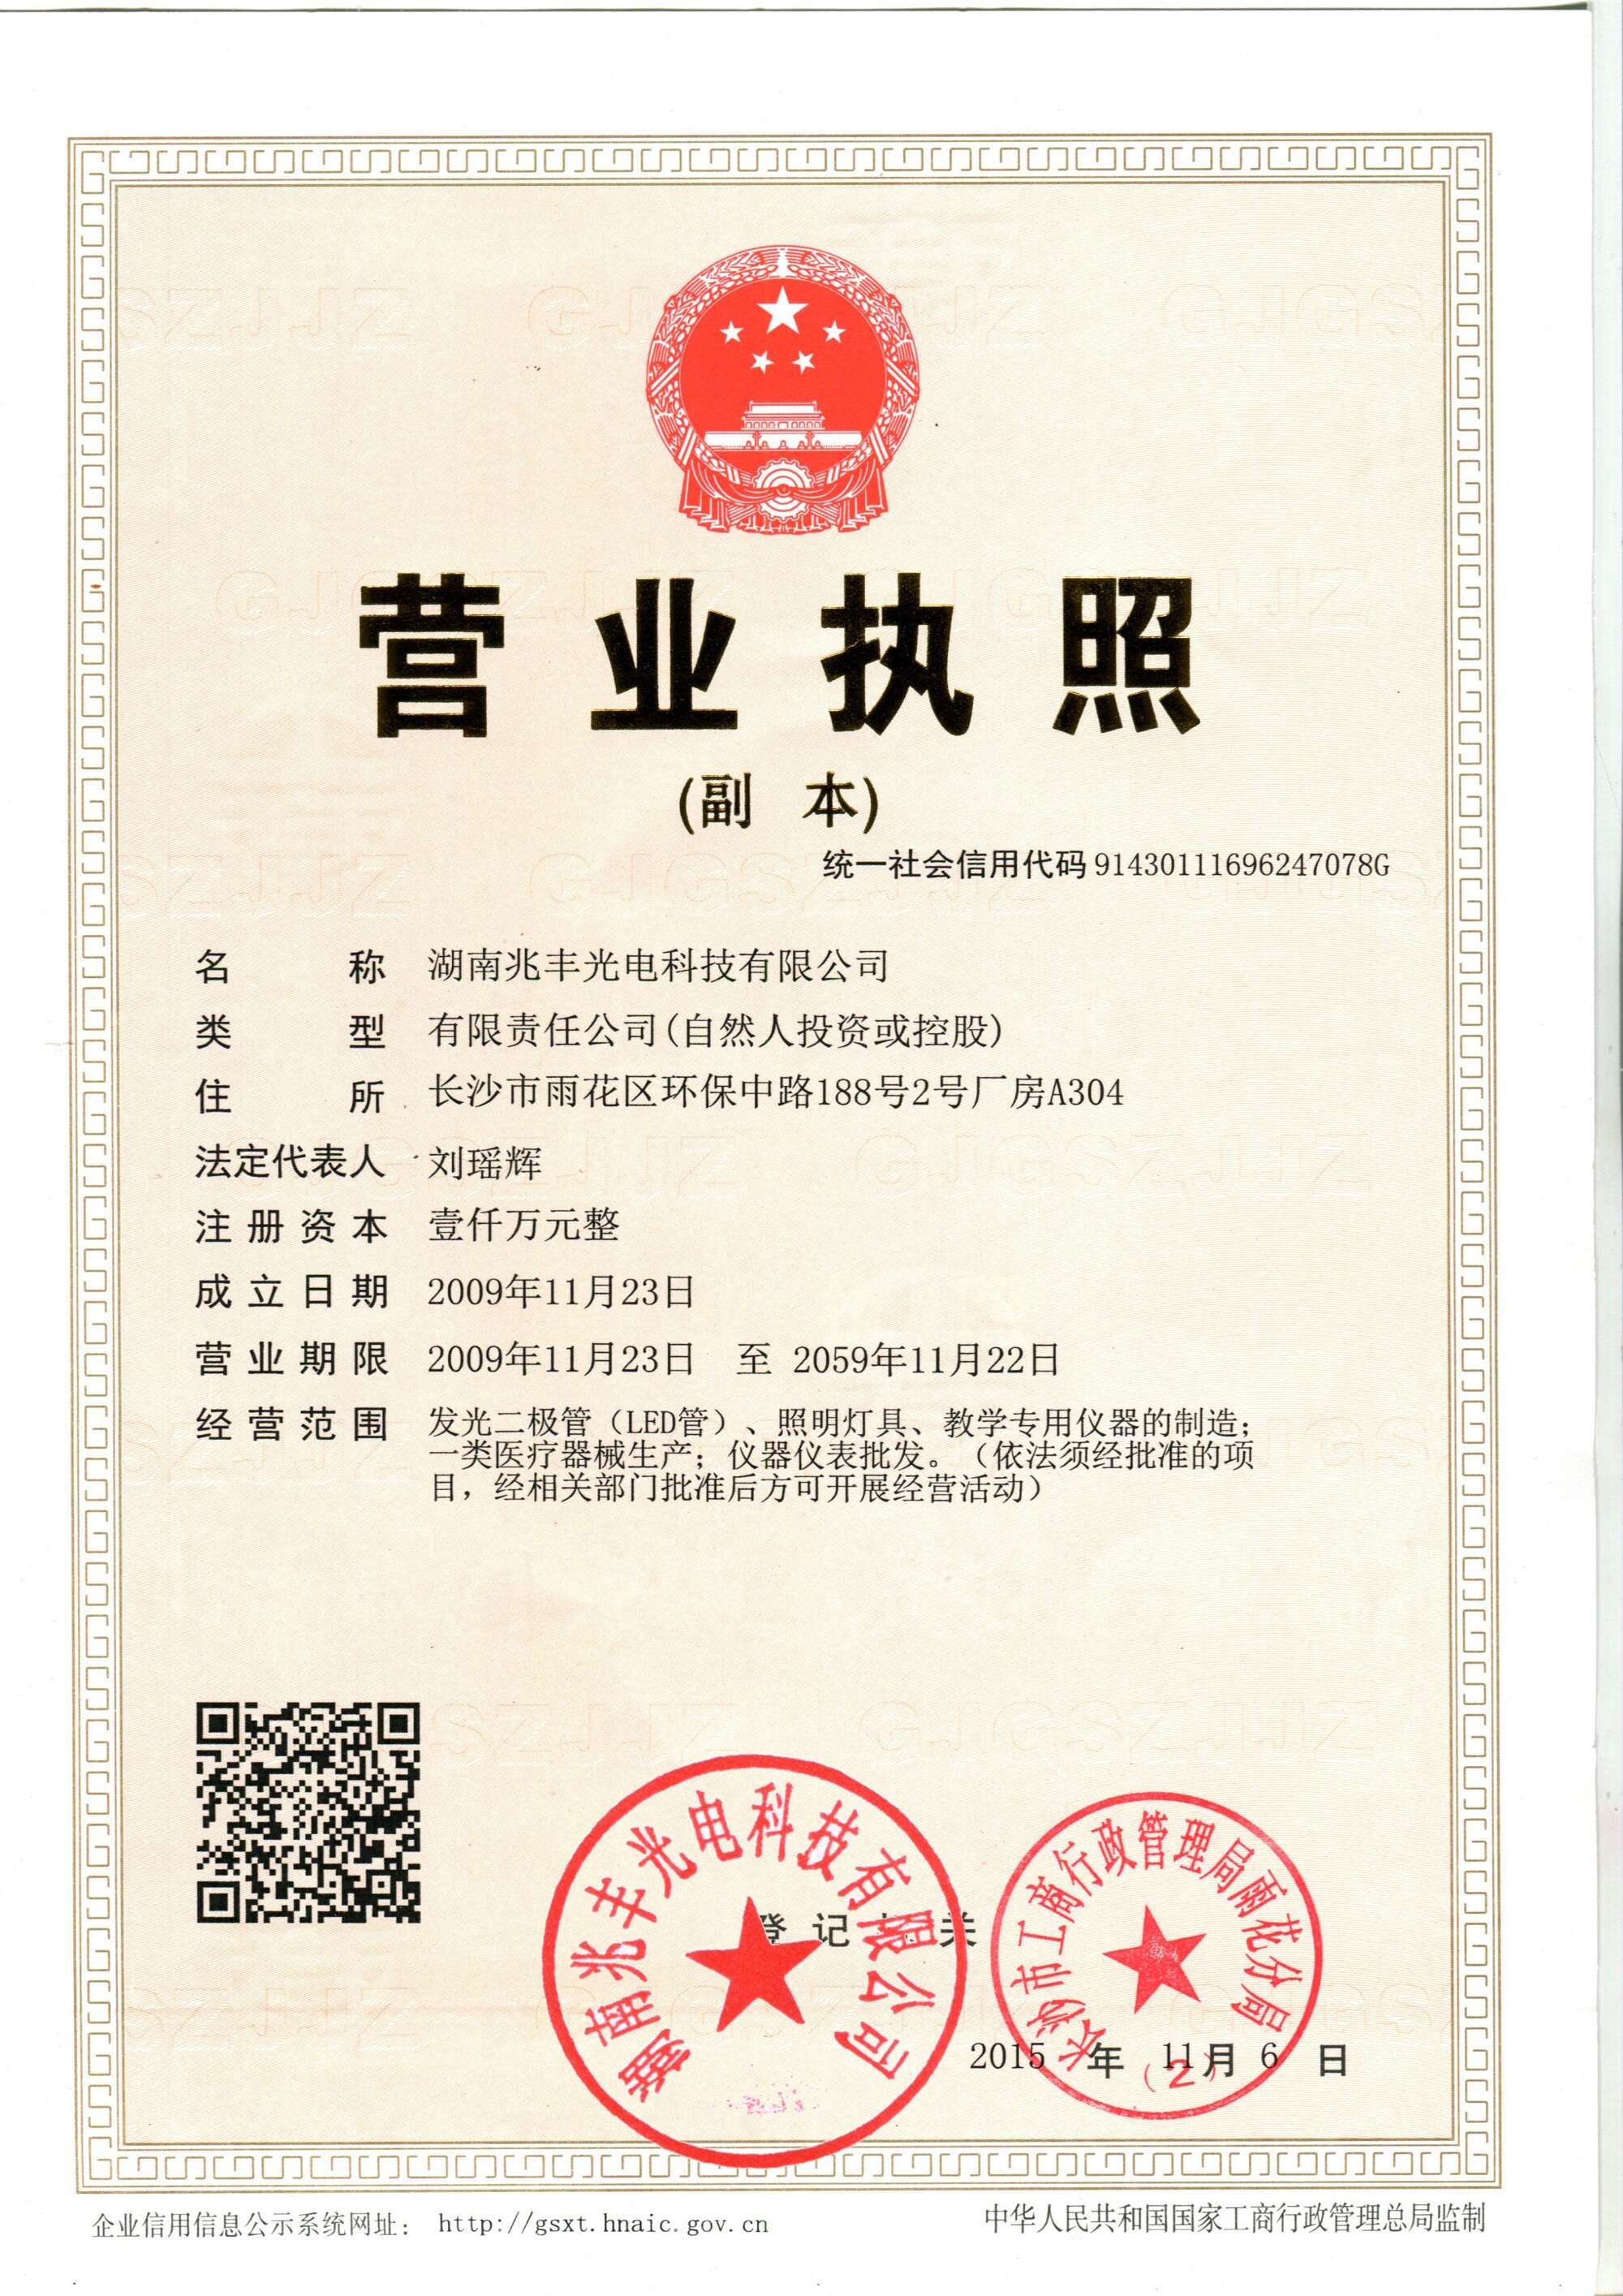 营业执照
(副 本)
统一社会信用代码 91430111696247078G
名 称 湖南兆丰光电科技有限公司
类 型 有限责任公司(自然人投资或控股)
住 所 长沙市雨花区环保中路188号2号厂房A304
法定代表人 刘瑶辉
注册资本 壹仟万元整
成立日期 2009年11月23日
营业期限 2009年11月23日 至 2059年11月22日
经营范围 发光二极管（LED管）、照明灯具、教学专用仪器的制造；
一类医疗器械生产；仪器仪表批发。（依法须经批准的项
目，经相关部门批准后方可开展经营活动）
湖南兆丰光电科技有限公司
登记机关
长沙市工商行政管理局雨花分局
(2)
2015 年 11月 6 日
企业信用信息公示系统网址： http://gsxt.hnaic.gov.cn
中华人民共和国国家工商行政管理总局监制